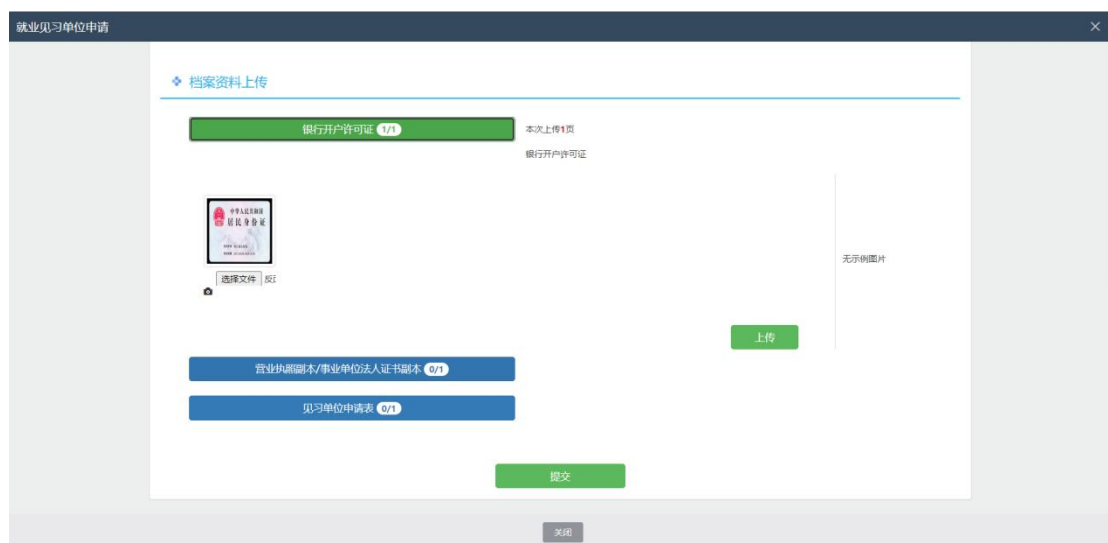 就业见习单位申请
档案资料上传
银行开户许可证 1/1
本次上传1页
银行开户许可证
中华人民共和国
居民身份证
选择文件
无示例图片
上传
营业执照副本/事业单位法人证书副本 0/1
见习单位申请表 0/1
提交
关闭